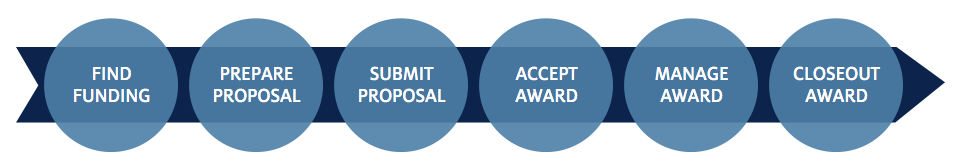 FIND
FUNDING
PREPARE
PROPOSAL
SUBMIT
PROPOSAL
ACCEPT
AWARD
MANAGE
AWARD
CLOSEOUT
AWARD